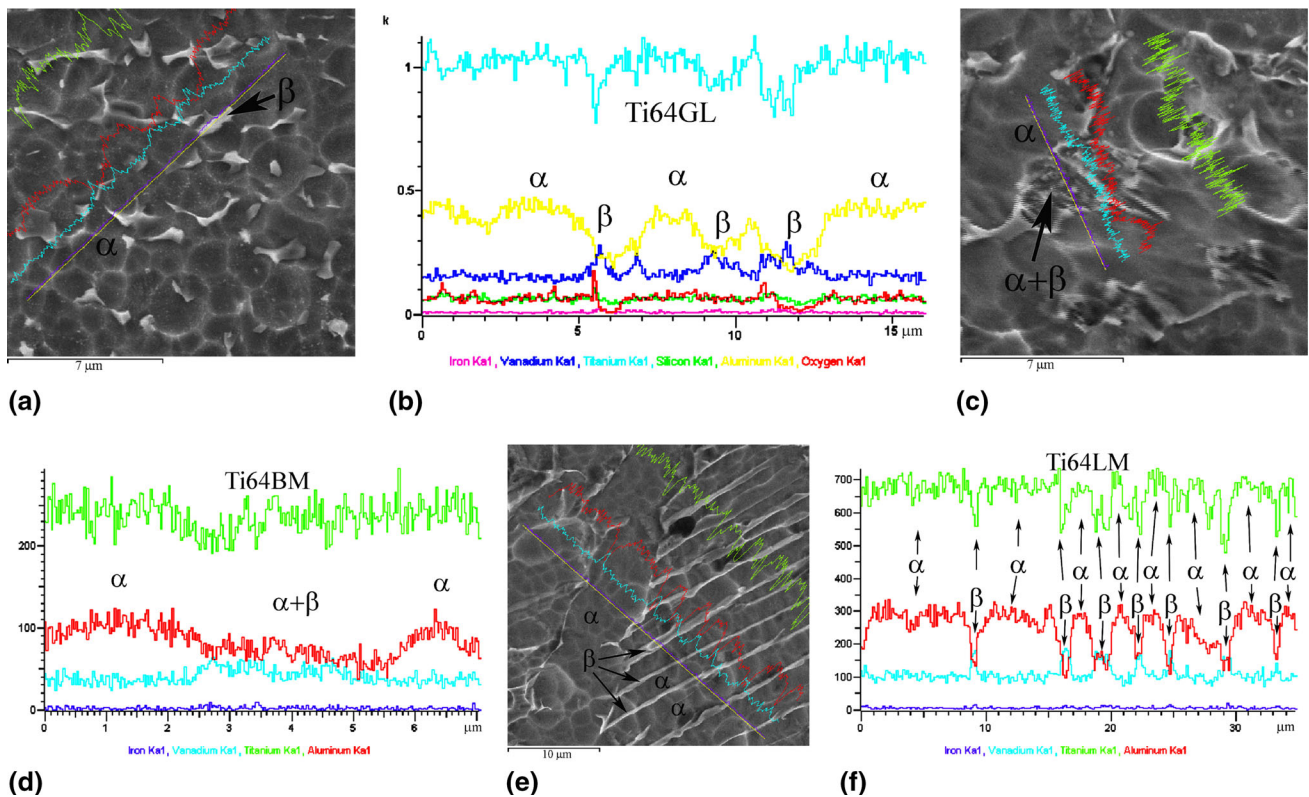 β
α
7 μm
(a)
k
1
0.5
0
Ti64GL
α α α
β β β
0 5 10 15 μm
Iron Ka1, Vanadium Ka1, Titanium Ka1, Silicon Ka1, Aluminum Ka1, Oxygen Ka1
(b)
α
α+β
7 μm
(c)
Ti64BM
200
100
0
α α+β α
0 1 2 3 4 5 μm 6
Iron Ka1, Vanadium Ka1, Titanium Ka1, Aluminum Ka1
(d)
α
β
α
α
10 μm
(e)
Ti64LM
700
600
500
400
300
200
100
0
α α α α α α α α
β β β β β β β
0 10 20 30 μm
Iron Ka1, Vanadium Ka1, Titanium Ka1, Aluminum Ka1
(f)